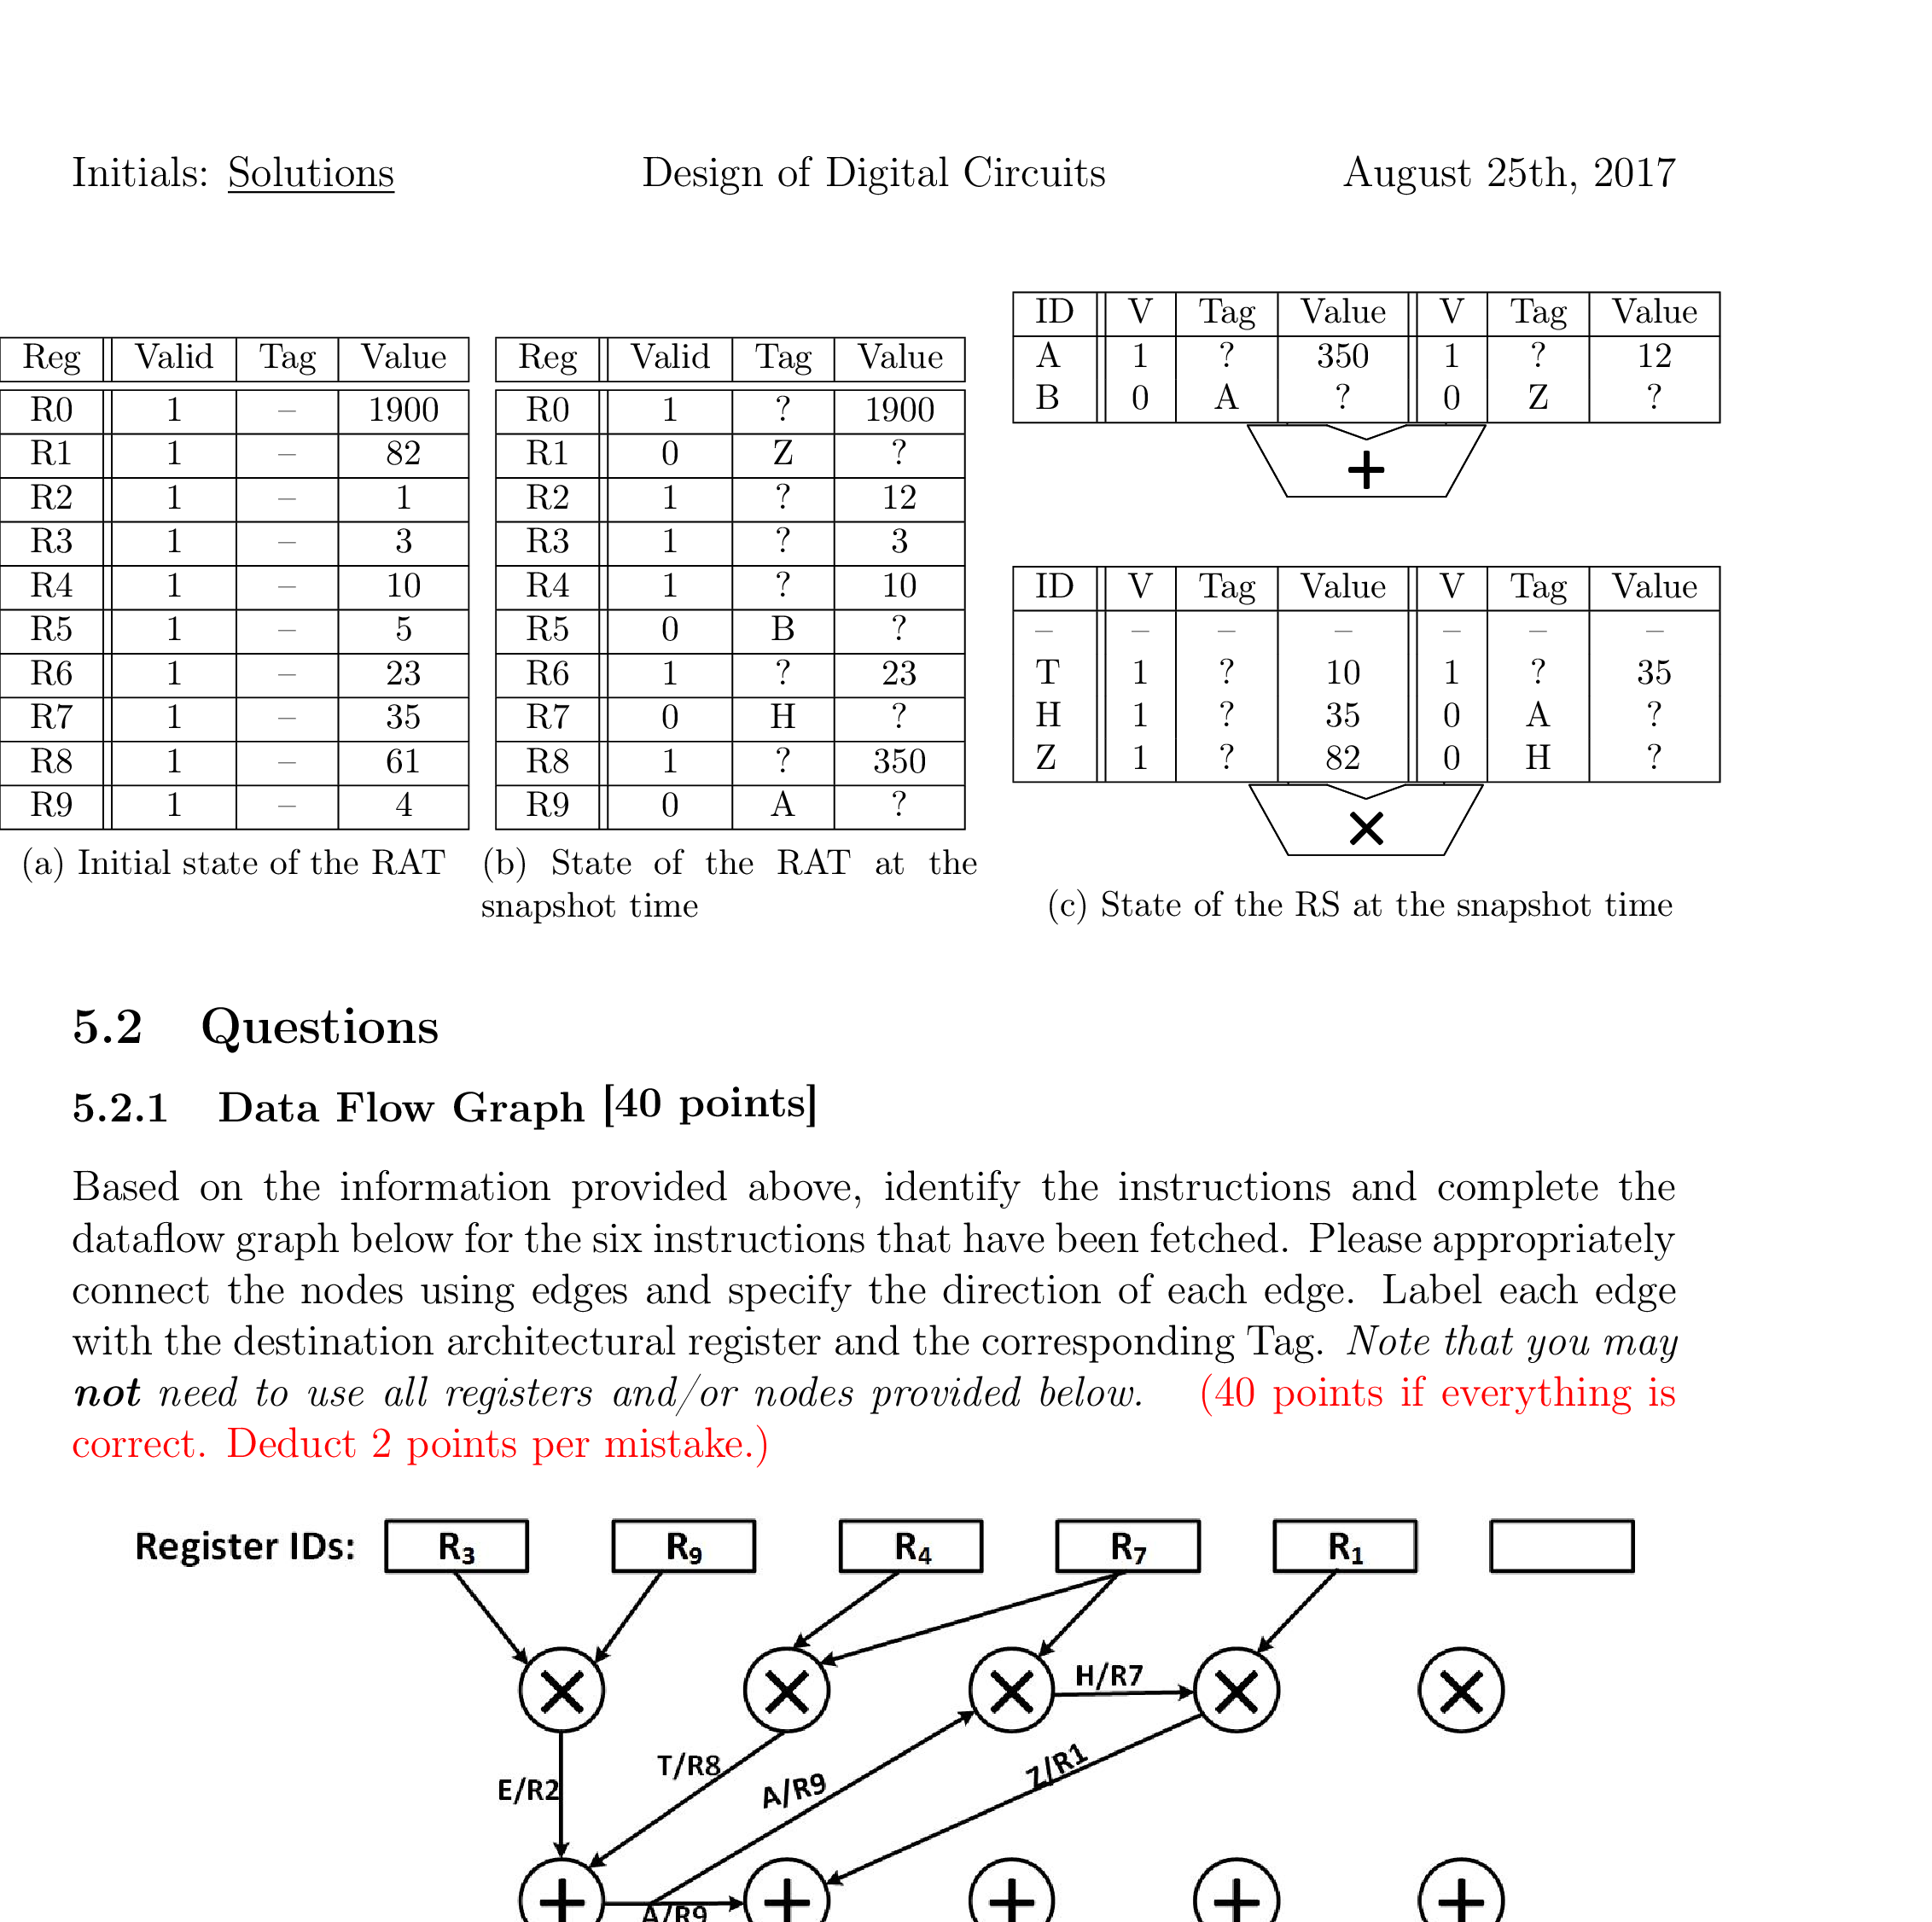 Initials: Solutions Design of Digital Circuits August 25th, 2017
Reg Valid Tag Value
R0 1 – 1900
R1 1 – 82
R2 1 – 1
R3 1 – 3
R4 1 – 10
R5 1 – 5
R6 1 – 23
R7 1 – 35
R8 1 – 61
R9 1 – 4
(a) Initial state of the RAT
Reg Valid Tag Value
R0 1 ? 1900
R1 0 Z ?
R2 1 ? 12
R3 1 ? 3
R4 1 ? 10
R5 0 B ?
R6 1 ? 23
R7 0 H ?
R8 1 ? 350
R9 0 A ?
(b) State of the RAT at the
snapshot time
ID V Tag Value V Tag Value
A 1 ? 350 1 ? 12
B 0 A ? 0 Z ?
+
ID V Tag Value V Tag Value
– – – – – – –
T 1 ? 10 1 ? 35
H 1 ? 35 0 A ?
Z 1 ? 82 0 H ?
×
(c) State of the RS at the snapshot time
5.2 Questions
5.2.1 Data Flow Graph [40 points]
Based on the information provided above, identify the instructions and complete the
dataflow graph below for the six instructions that have been fetched. Please appropriately
connect the nodes using edges and specify the direction of each edge. Label each edge
with the destination architectural register and the corresponding Tag. Note that you may
not need to use all registers and/or nodes provided below. (40 points if everything is
correct. Deduct 2 points per mistake.)
Register IDs: R3 R9 R4 R7 R1
× × × × ×
H/R7
E/R2 T/R8 A/R9 Z/R1
+ + + + +
A/R9